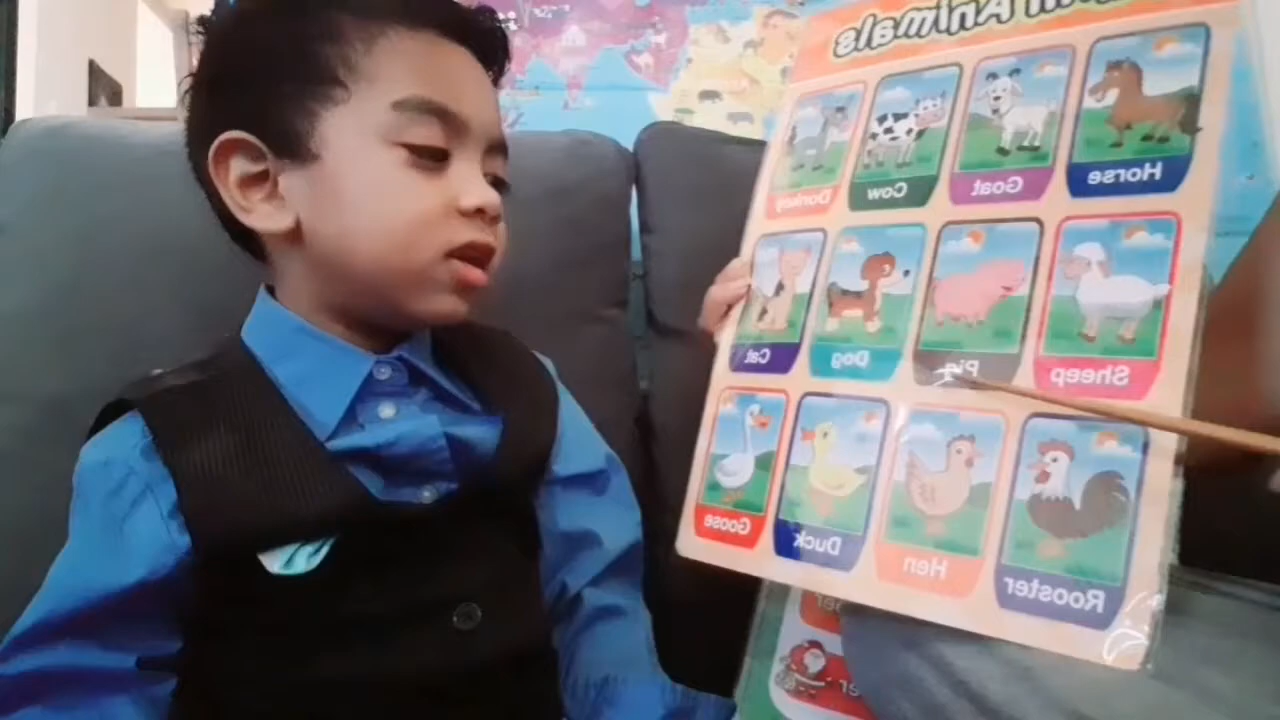 Animals
Horse
Goat
Cow
Donkey
Sheep
Pig
Dog
Cat
Rooster
Hen
Duck
Goose